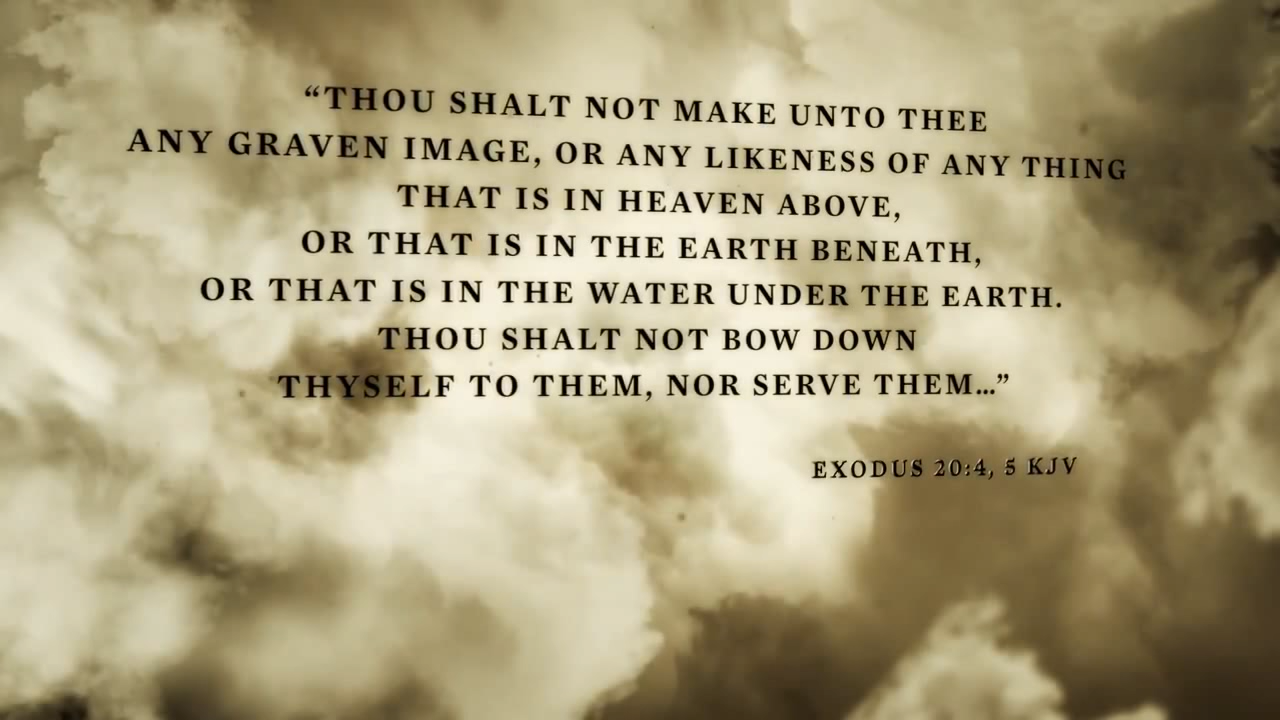 “THOU SHALT NOT MAKE UNTO THEE
ANY GRAVEN IMAGE, OR ANY LIKENESS OF ANY THING
THAT IS IN HEAVEN ABOVE,
OR THAT IS IN THE EARTH BENEATH,
OR THAT IS IN THE WATER UNDER THE EARTH.
THOU SHALT NOT BOW DOWN
THYSELF TO THEM, NOR SERVE THEM…”
EXODUS 20:4, 5 KJV